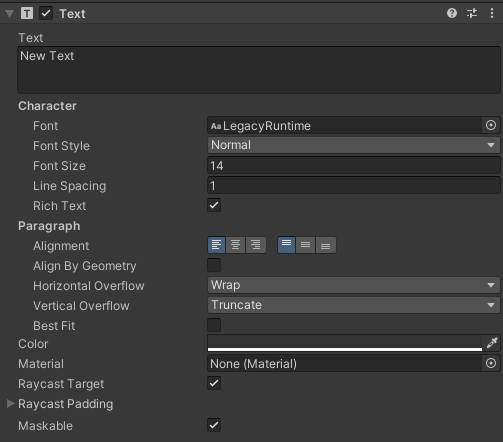 T Text
Text
New Text
Character
Font Aa LegacyRuntime
Font Style Normal
Font Size 14
Line Spacing 1
Rich Text
Paragraph
Alignment
Align By Geometry
Horizontal Overflow Wrap
Vertical Overflow Truncate
Best Fit
Color
Material None (Material)
Raycast Target
Raycast Padding
Maskable